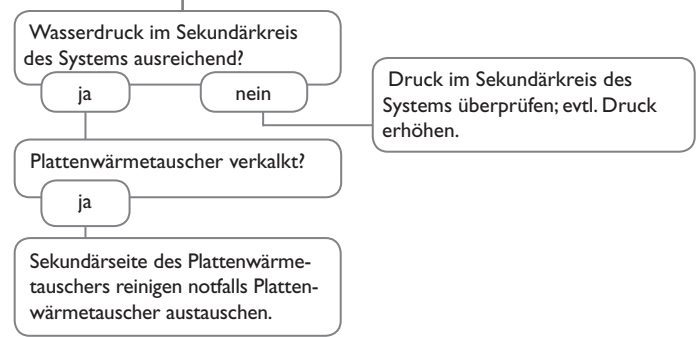 Wasserdruck im Sekundärkreis
des Systems ausreichend?
ja
nein
Druck im Sekundärkreis des
Systems überprüfen; evtl. Druck
erhöhen.
Plattenwärmetauscher verkalkt?
ja
Sekundärseite des Plattenwärme-
tauschers reinigen notfalls Platten-
wärmetauscher austauschen.